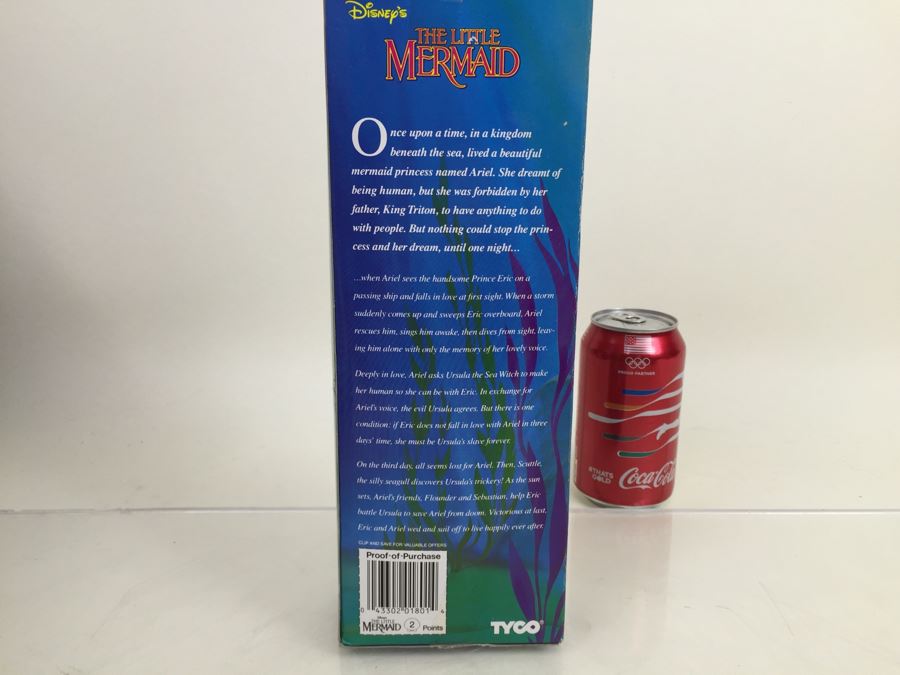 Disney's
THE LITTLE
MERMAID
Once upon a time, in a kingdom
beneath the sea, lived a beautiful
mermaid princess named Ariel. She dreamt of
being human, but she was forbidden by her
father, King Triton, to have anything to do
with people. But nothing could stop the prin-
cess and her dream, until one night...
...when Ariel sees the handsome Prince Eric on a
passing ship and falls in love at first sight. When a storm
suddenly comes up and sweeps Eric overboard, Ariel
rescues him, sings him awake, then dives from sight, leav-
ing him alone with only the memory of her lovely voice.
Deeply in love, Ariel asks Ursula the Sea Witch to make
her human so she can be with Eric. In exchange for
Ariel's voice, the evil Ursula agrees. But there is one
condition: if Eric does not fall in love with Ariel in three
days' time, she must be Ursula's slave forever.
On the third day, all seems lost for Ariel. Then, Scuttle,
the silly seagull discovers Ursula's trickery! As the sun
sets, Ariel's friends, Flounder and Sebastian, help Eric
battle Ursula to save Ariel from doom. Victorious at last,
Eric and Ariel wed and sail off to live happily ever after.
CLIP AND SAVE FOR VALUABLE OFFERS
Proof-of-Purchase
0 43302 01801 4
Disney's
THE LITTLE
MERMAID 2 Points
TYCO®
PROUD PARTNER
#THATS
GOLD
Coca-Cola